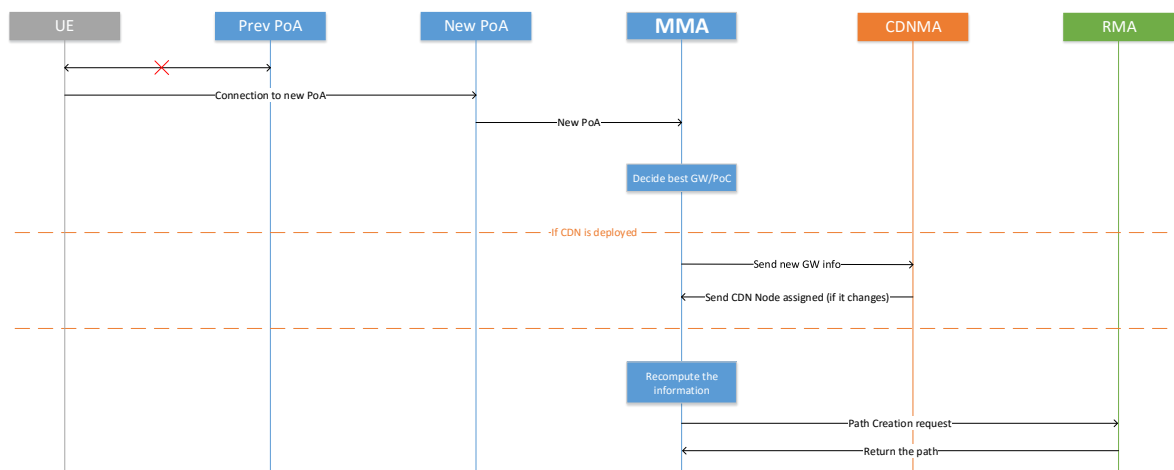 UE
Prev PoA
New PoA
MMA
CDNMA
RMA
Connection to new PoA
New PoA
Decide best GW/PoC
If CDN is deployed
Send new GW info
Send CDN Node assigned (if it changes)
Recompute the
information
Path Creation request
Return the path